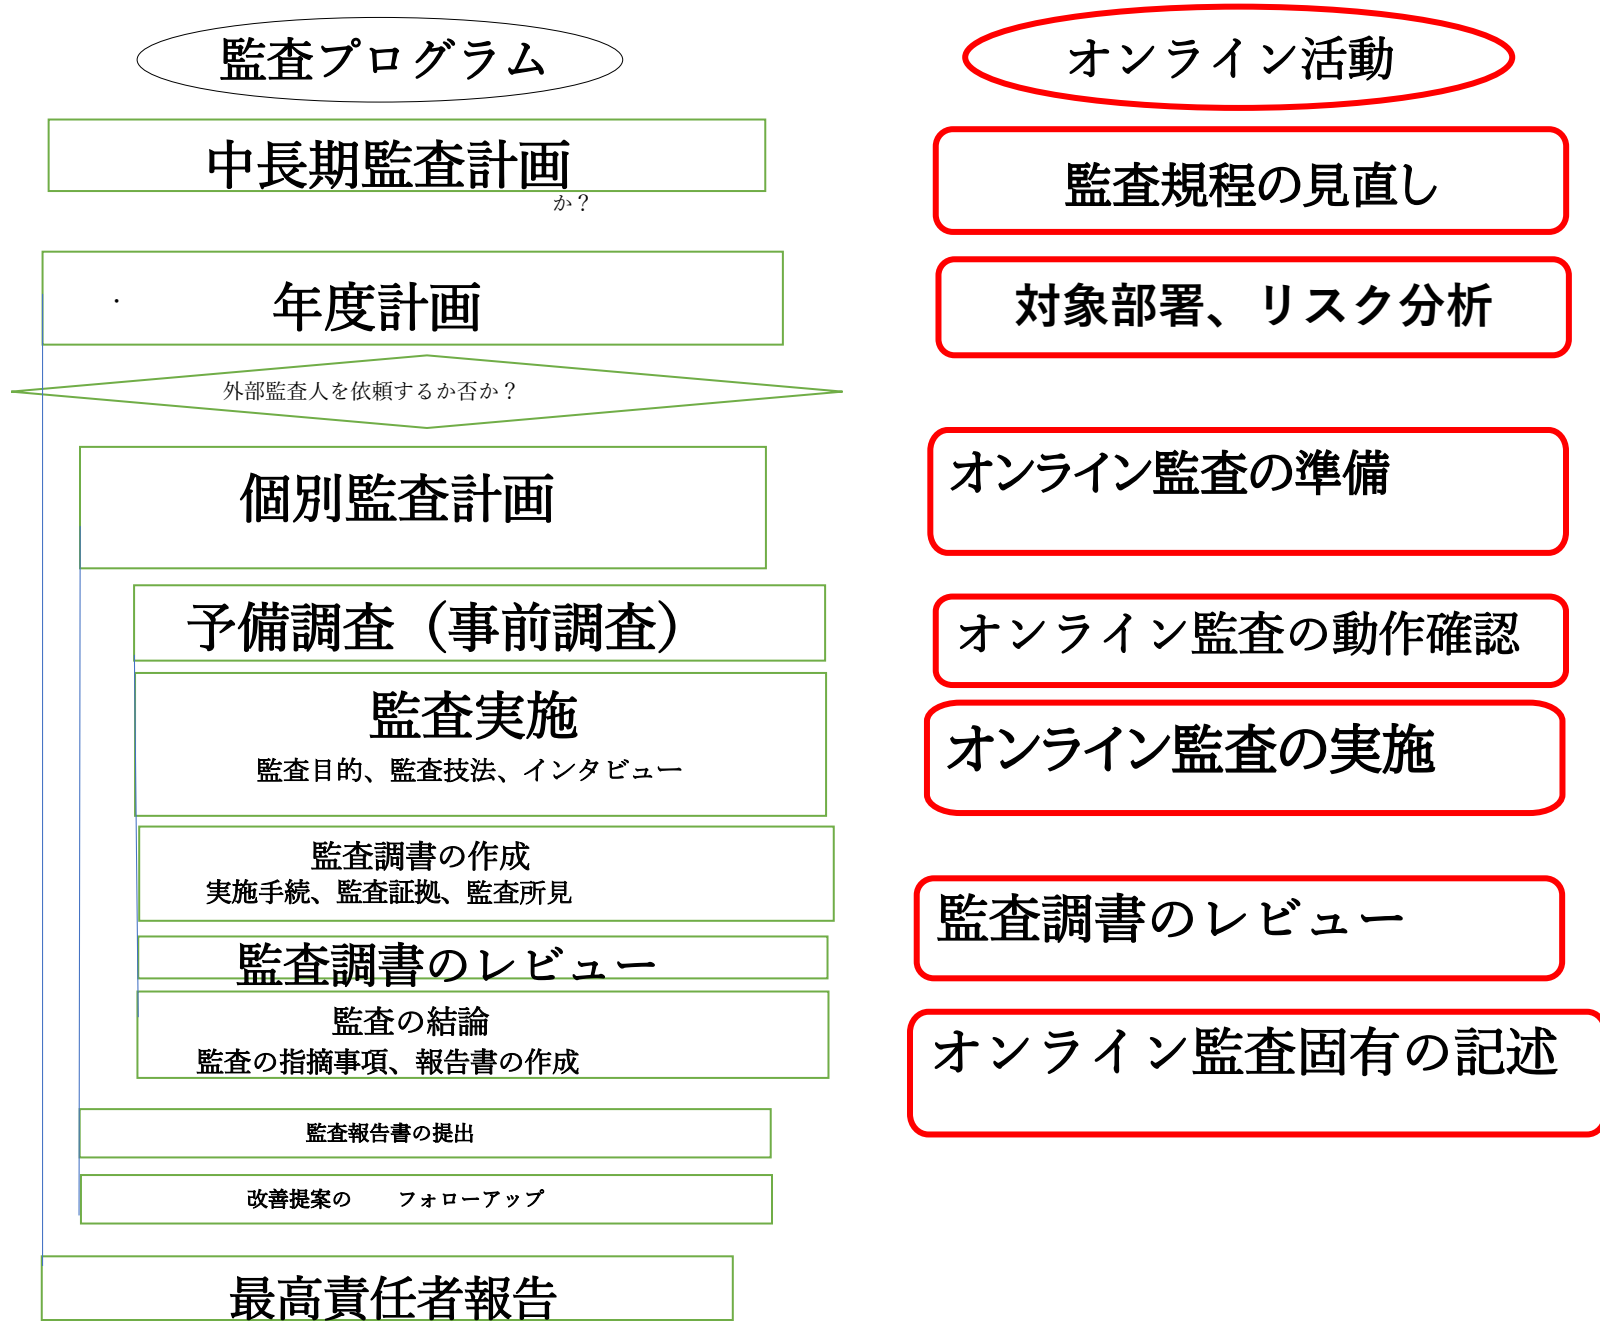 監査プログラム
中長期監査計画
か？
・ 年度計画
外部監査人を依頼するか否か？
個別監査計画
予備調査（事前調査）
監査実施
監査目的、監査技法、インタビュー
監査調書の作成
実施手続、監査証拠、監査所見
監査調書のレビュー
監査の結論
監査の指摘事項、報告書の作成
監査報告書の提出
改善提案の　　フォローアップ
最高責任者報告
オンライン活動
監査規程の見直し
対象部署、リスク分析
オンライン監査の準備
オンライン監査の動作確認
オンライン監査の実施
監査調書のレビュー
オンライン監査固有の記述